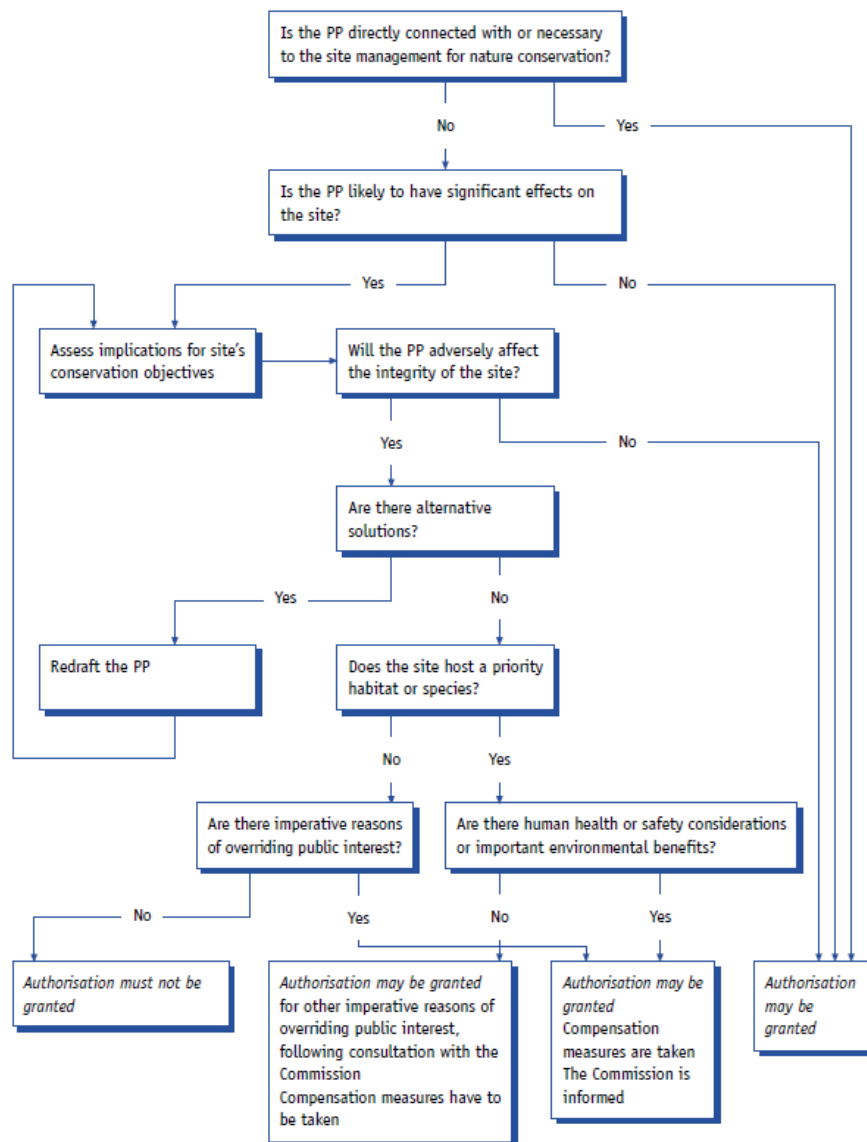 Is the PP directly connected with or necessary
to the site management for nature conservation?
No
Yes
Is the PP likely to have significant effects on
the site?
Yes
No
Assess implications for site's
conservation objectives
Will the PP adversely affect
the integrity of the site?
Yes
No
Are there alternative
solutions?
Yes
No
Redraft the PP
Does the site host a priority
habitat or species?
No
Yes
Are there imperative reasons
of overriding public interest?
Are there human health or safety considerations
or important environmental benefits?
No
Yes
No
Yes
Authorisation must not be
granted
Authorisation may be granted
for other imperative reasons of
overriding public interest,
following consultation with the
Commission
Compensation measures have to
be taken
Authorisation may be
granted
Compensation
measures are taken
The Commission is
informed
Authorisation
may be
granted